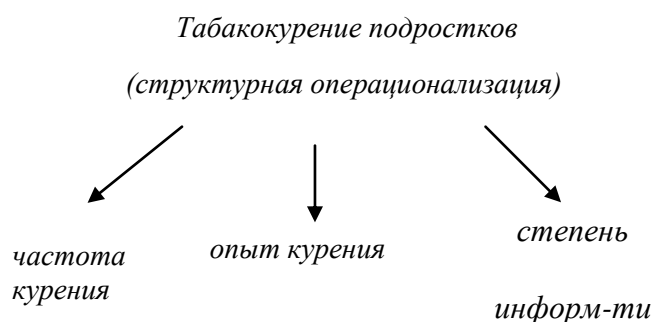 Табакокурение подростков
(структурная операционализация)
частота
курения
опыт курения
степень
информ-ти